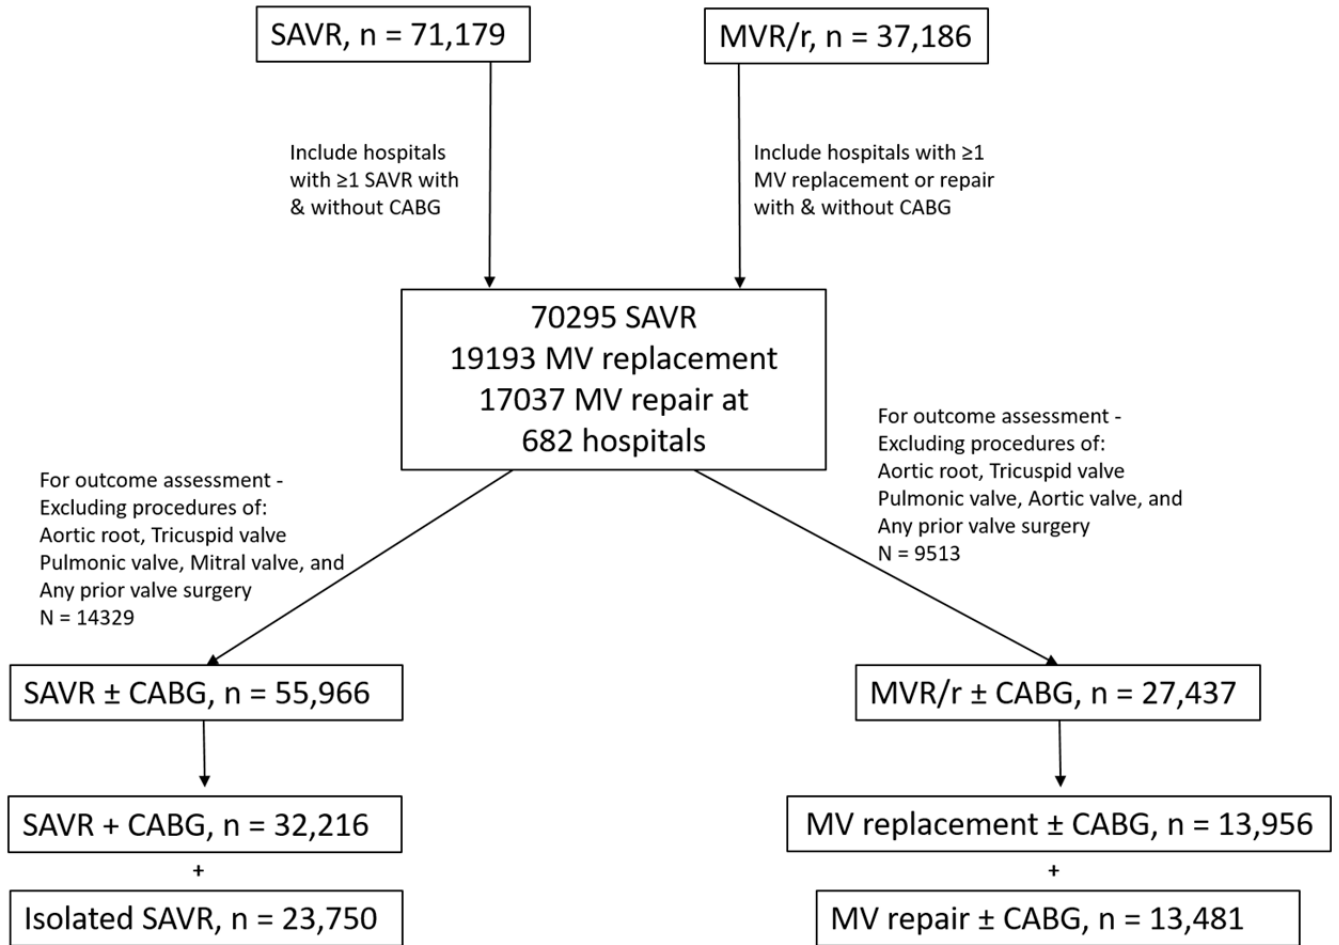 SAVR, n = 71,179
MVR/r, n = 37,186
Include hospitals
with ≥1 SAVR with
& without CABG
Include hospitals with ≥1
MV replacement or repair
with & without CABG
70295 SAVR
19193 MV replacement
17037 MV repair at
682 hospitals
For outcome assessment -
Excluding procedures of:
Aortic root, Tricuspid valve
Pulmonic valve, Mitral valve, and
Any prior valve surgery
N = 14329
For outcome assessment -
Excluding procedures of:
Aortic root, Tricuspid valve
Pulmonic valve, Aortic valve, and
Any prior valve surgery
N = 9513
SAVR ± CABG, n = 55,966
MVR/r ± CABG, n = 27,437
SAVR + CABG, n = 32,216
+
Isolated SAVR, n = 23,750
MV replacement ± CABG, n = 13,956
+
MV repair ± CABG, n = 13,481